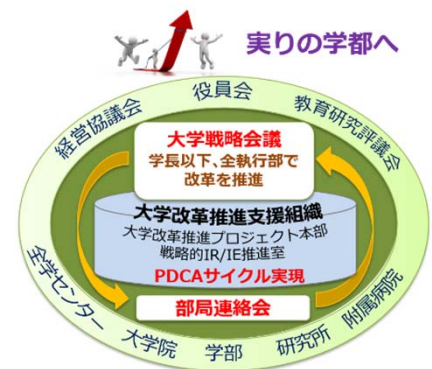 実りの学都へ
役員会
経営協議会
教育研究評議会
大学戦略会議
学長以下、全執行部で
改革を推進
大学改革推進支援組織
大学改革推進プロジェクト本部
戦略的IR/IE推進室
PDCAサイクル実現
部局連絡会
全学センター
大学院
学部
研究所
附属病院